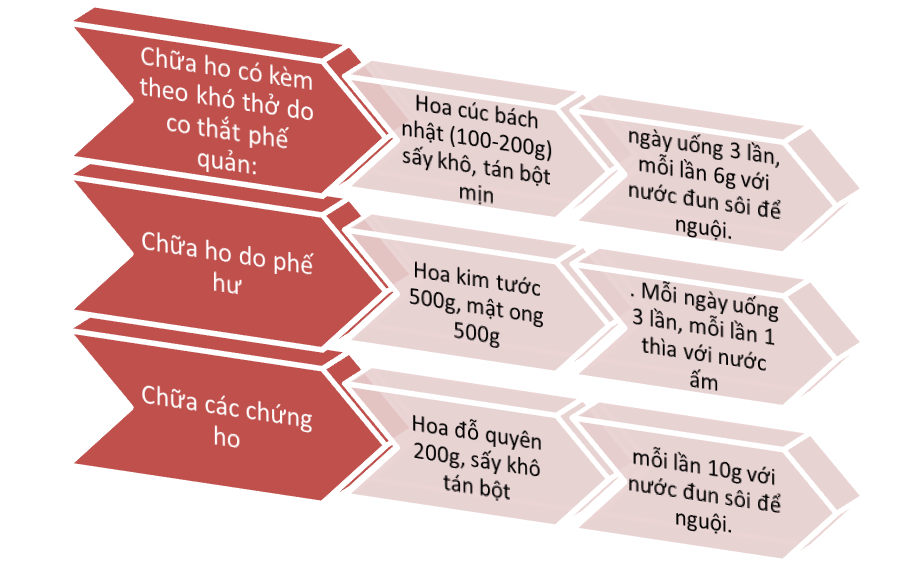 Chữa ho có kèm
theo khó thở do
co thắt phế
quản:
Hoa cúc bách
nhật (100-200g)
sấy khô, tán bột
mịn
ngày uống 3 lần,
mỗi lần 6g với
nước đun sôi để
nguội.
Chữa ho do phế
hư
Hoa kim tước
500g, mật ong
500g
. Mỗi ngày uống
3 lần, mỗi lần 1
thìa với nước
ấm
Chữa các chứng
ho
Hoa đỗ quyên
200g, sấy khô
tán bột
mỗi lần 10g với
nước đun sôi để
nguội.